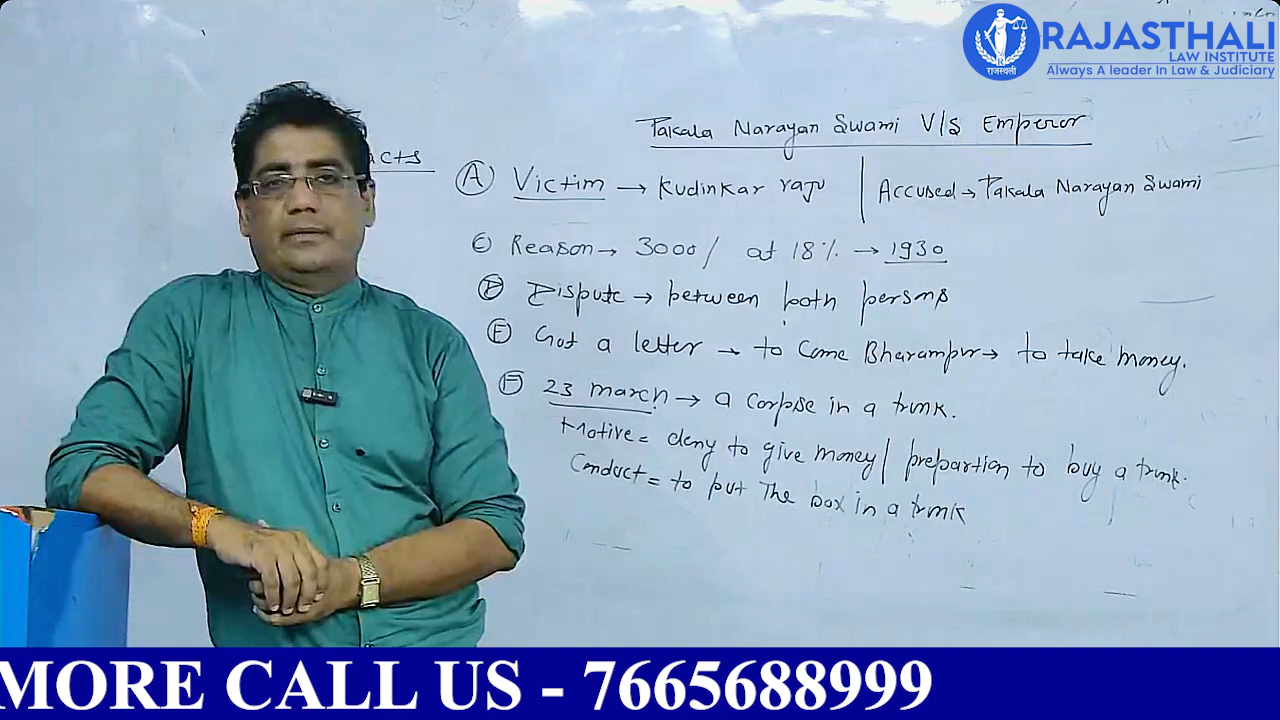 RAJASTHALI
LAW INSTITUTE
Always A leader In Law & Judiciary
राजस्थली
Pakala Narayan Swami V/S Emperor
acts
(A) Victim → Kudinkar raju | Accused → Pakala Narayan Swami
(C) Reason → 3000/ at 18% → 1930
(D) Dispute → between both persons
(E) Got a letter → to Come Bharampur → to take money.
(F) 23 march → a corpse in a trunk.
Motive = deny to give money / prepartion to buy a trunk.
Conduct = to put The box in a trunk
MORE CALL US - 7665688999